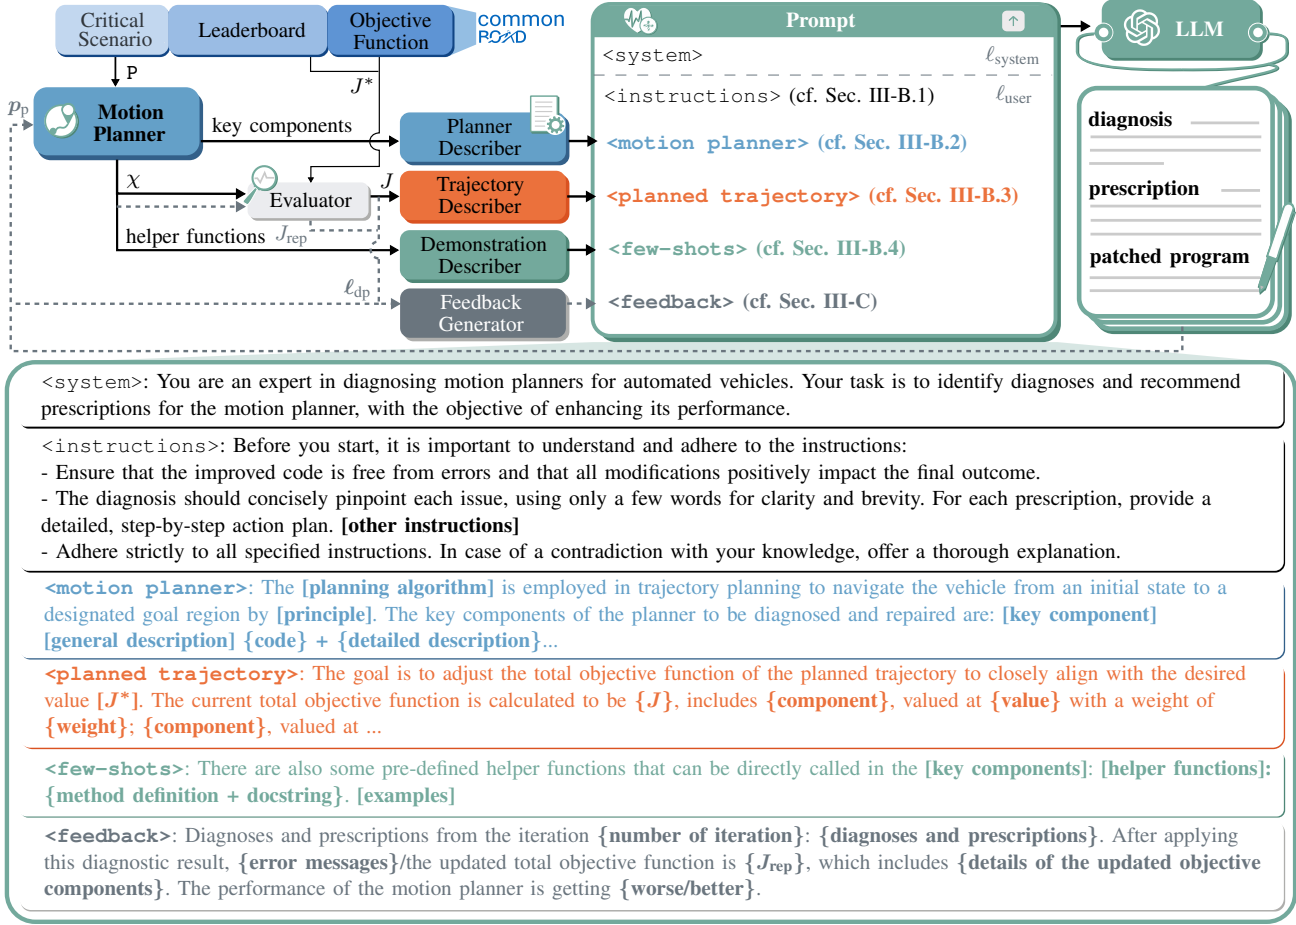 Critical
Scenario
Leaderboard
Objective
Function
common
ROAD
P
J*
p_p
Motion
Planner
key components
χ
J
Evaluator
J_rep
helper functions
ℓ_dp
Planner
Describer
Trajectory
Describer
Demonstration
Describer
Feedback
Generator
Prompt
<system>
ℓ_system
<instructions> (cf. Sec. III-B.1)
ℓ_user
<motion planner> (cf. Sec. III-B.2)
<planned trajectory> (cf. Sec. III-B.3)
<few-shots> (cf. Sec. III-B.4)
<feedback> (cf. Sec. III-C)
LLM
diagnosis
prescription
patched program
<system>: You are an expert in diagnosing motion planners for automated vehicles. Your task is to identify diagnoses and recommend
prescriptions for the motion planner, with the objective of enhancing its performance.
<instructions>: Before you start, it is important to understand and adhere to the instructions:
- Ensure that the improved code is free from errors and that all modifications positively impact the final outcome.
- The diagnosis should concisely pinpoint each issue, using only a few words for clarity and brevity. For each prescription, provide a
detailed, step-by-step action plan. [other instructions]
- Adhere strictly to all specified instructions. In case of a contradiction with your knowledge, offer a thorough explanation.
<motion planner>: The [planning algorithm] is employed in trajectory planning to navigate the vehicle from an initial state to a
designated goal region by [principle]. The key components of the planner to be diagnosed and repaired are: [key component]
[general description] {code} + {detailed description}...
<planned trajectory>: The goal is to adjust the total objective function of the planned trajectory to closely align with the desired
value [J*]. The current total objective function is calculated to be {J}, includes {component}, valued at {value} with a weight of
{weight}; {component}, valued at ...
<few-shots>: There are also some pre-defined helper functions that can be directly called in the [key components]: [helper functions]:
{method definition + docstring}. [examples]
<feedback>: Diagnoses and prescriptions from the iteration {number of iteration}: {diagnoses and prescriptions}. After applying
this diagnostic result, {error messages}/the updated total objective function is {J_rep}, which includes {details of the updated objective
components}. The performance of the motion planner is getting {worse/better}.